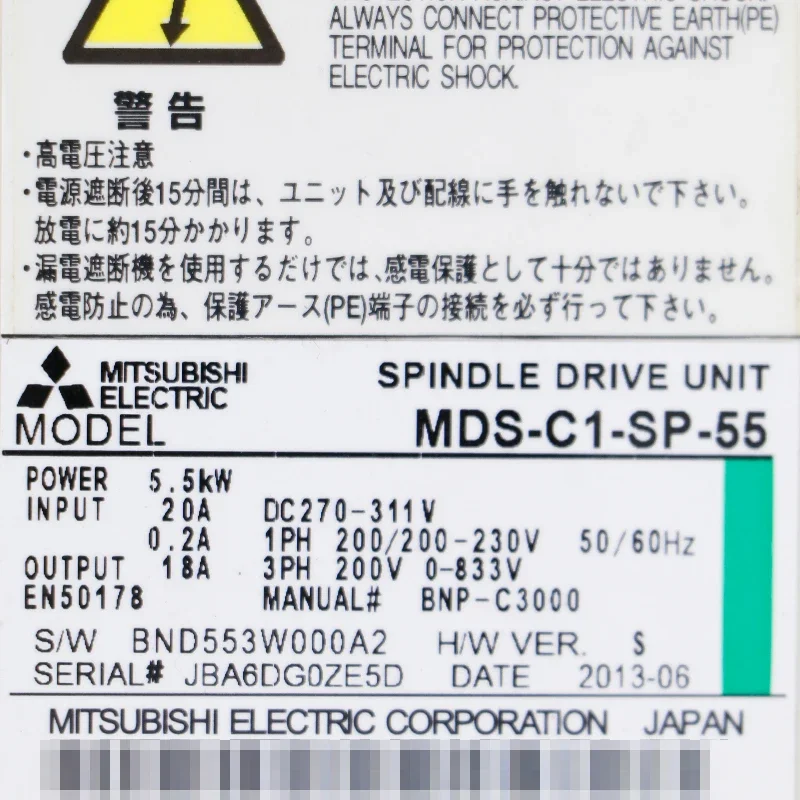 ALWAYS CONNECT PROTECTIVE EARTH(PE)
TERMINAL FOR PROTECTION AGAINST
ELECTRIC SHOCK.
警告
・高電圧注意
・電源遮断後15分間は、ユニット及び配線に手を触れないで下さい。
放電に約15分かかります。
・漏電遮断機を使用するだけでは、感電保護として十分ではありません。
感電防止の為、保護アース(PE)端子の接続を必ず行って下さい。
MITSUBISHI ELECTRIC
SPINDLE DRIVE UNIT
MODEL MDS-C1-SP-55
POWER 5.5kW
INPUT 20A DC270-311V
0.2A 1PH 200/200-230V 50/60Hz
OUTPUT 18A 3PH 200V 0-833V
EN50178 MANUAL# BNP-C3000
S/W BND553W000A2 H/W VER. S
SERIAL# JBA6DG0ZE5D DATE 2013-06
MITSUBISHI ELECTRIC CORPORATION JAPAN